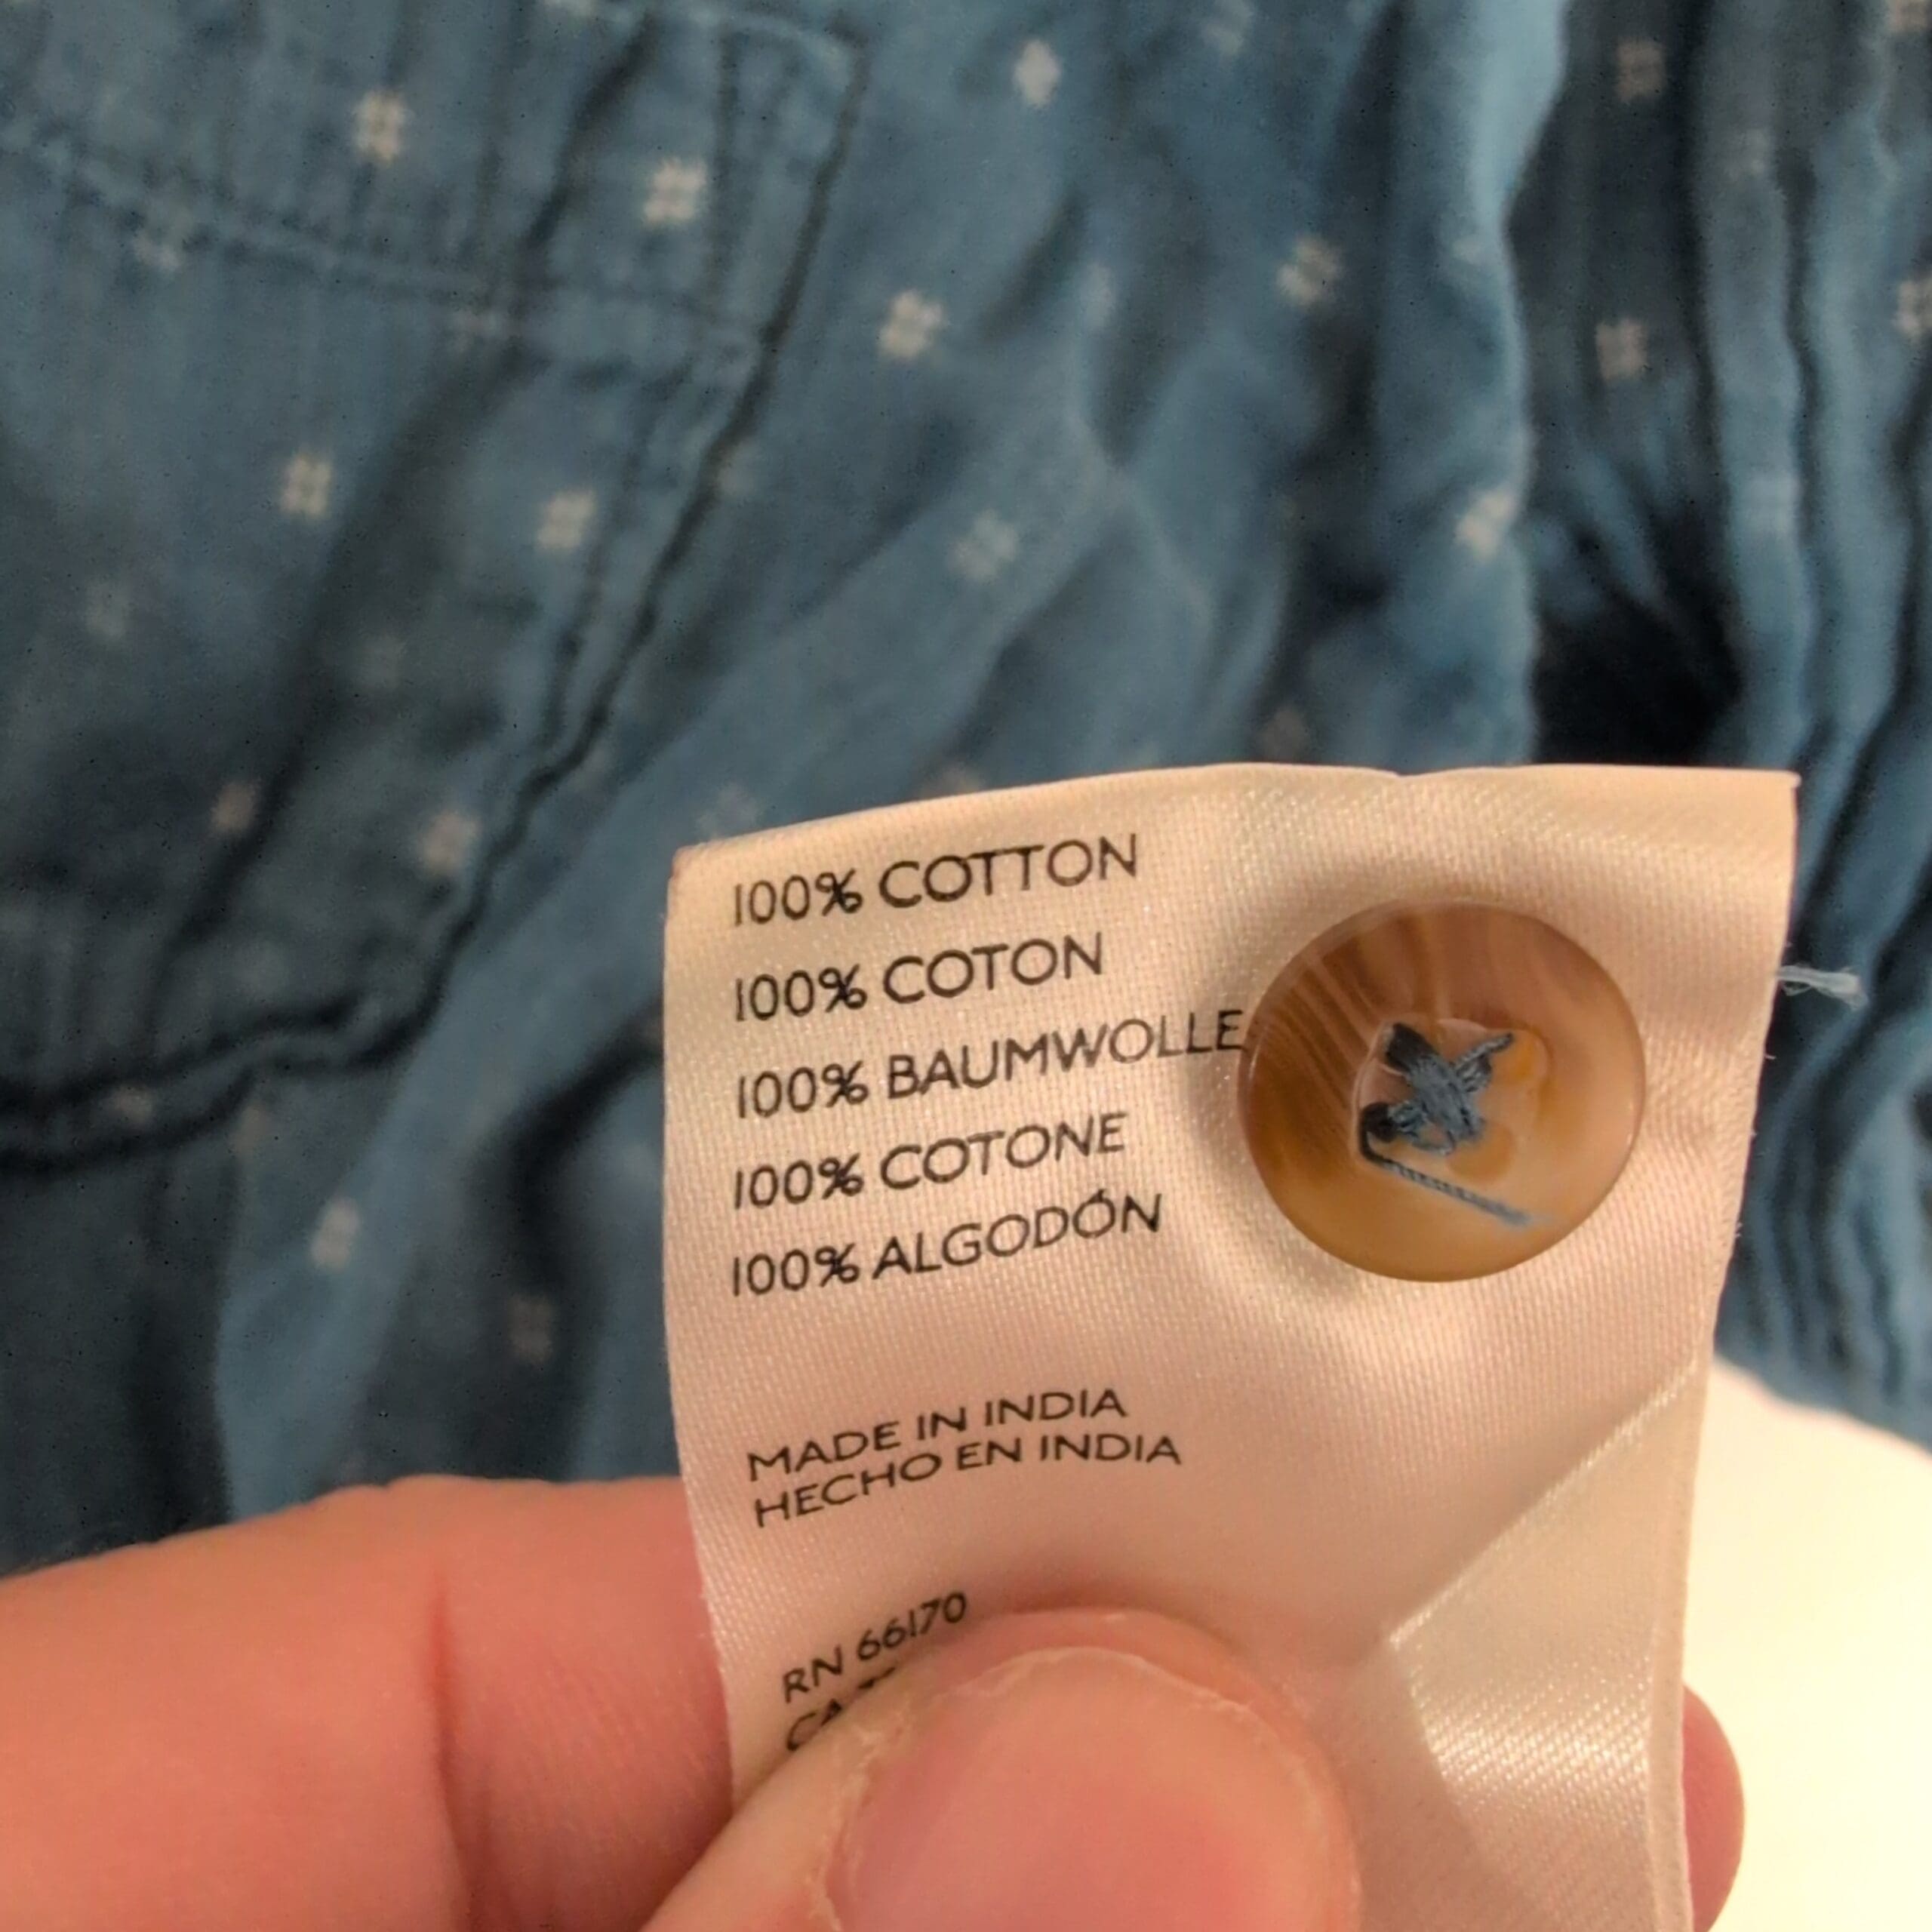 100% COTTON
100% COTON
100% BAUMWOLLE
100% COTONE
100% ALGODÓN
MADE IN INDIA
HECHO EN INDIA
RN 66170